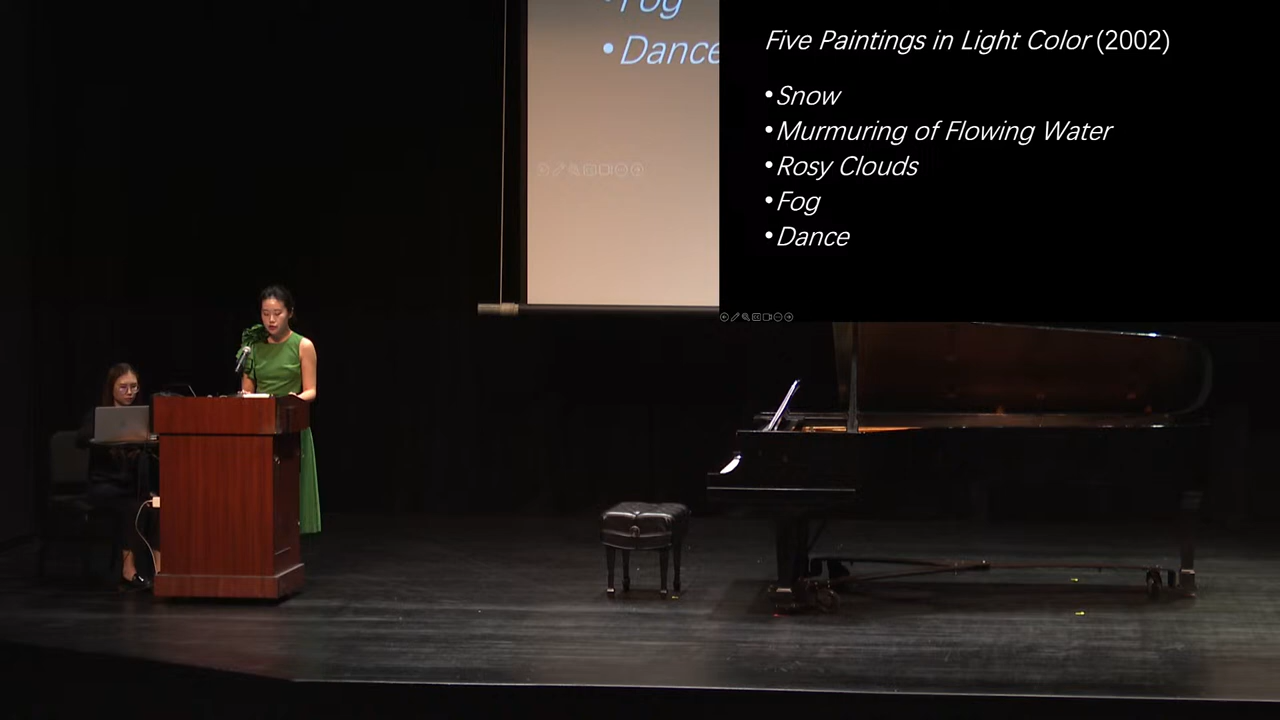 • Fog
• Dance
Five Paintings in Light Color (2002)
• Snow
• Murmuring of Flowing Water
• Rosy Clouds
• Fog
• Dance